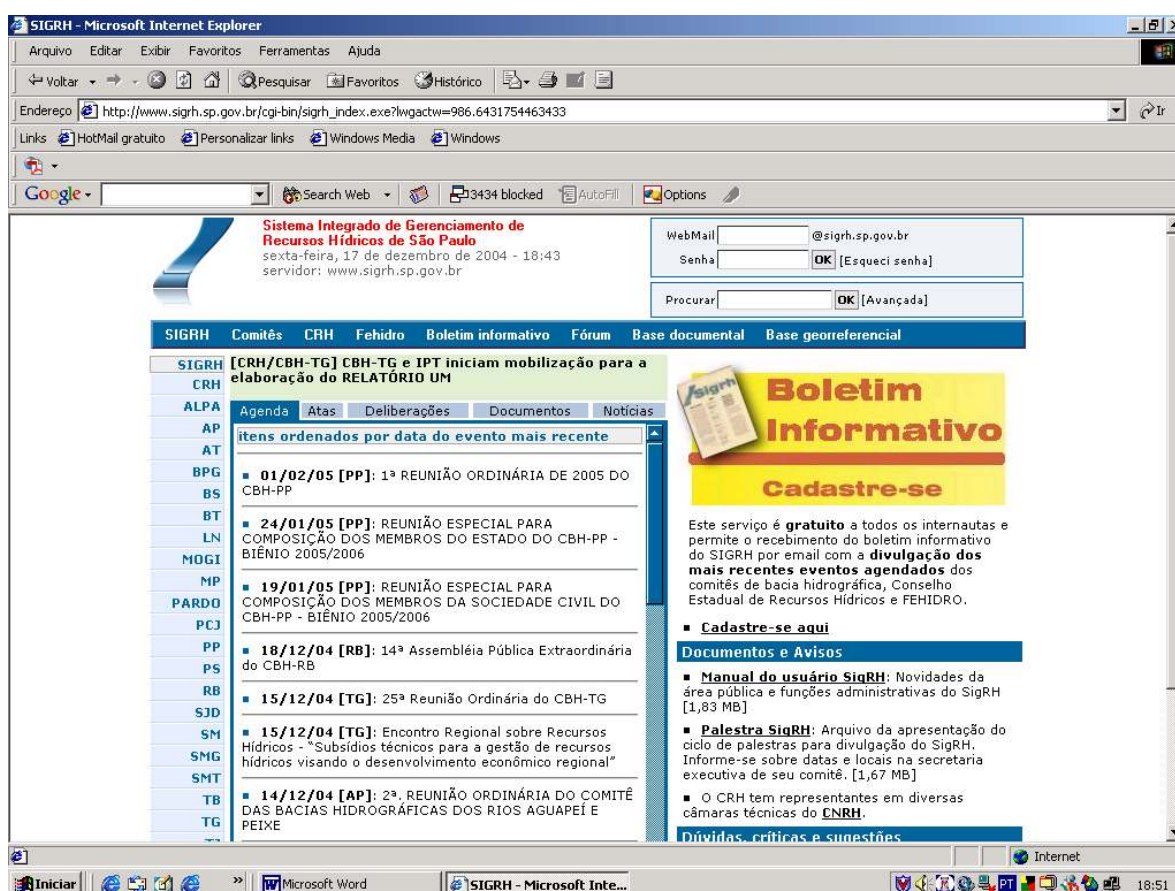 SIGRH - Microsoft Internet Explorer
Arquivo Editar Exibir Favoritos Ferramentas Ajuda
Voltar Pesquisar Favoritos Histórico
Endereço http://www.sigrh.sp.gov.br/cgi-bin/sigrh_index.exe?lwgactw=986.6431754463433 Ir
Links HotMail gratuito Personalizar links Windows Media Windows
Google Search Web 3434 blocked AutoFill Options
Sistema Integrado de Gerenciamento de
Recursos Hídricos de São Paulo
sexta-feira, 17 de dezembro de 2004 - 18:43
servidor: www.sigrh.sp.gov.br
WebMail @sigrh.sp.gov.br
Senha OK [Esqueci senha]
Procurar OK [Avançada]
SIGRH Comitês CRH Fehidro Boletim informativo Fórum Base documental Base georreferencial
SIGRH
CRH
ALPA
AP
AT
BPG
BS
BT
LN
MOGI
MP
PARDO
PCJ
PP
PS
RB
SJD
SM
SMG
SMT
TB
TG
[CRH/CBH-TG] CBH-TG e IPT iniciam mobilização para a
elaboração do RELATÓRIO UM
Agenda Atas Deliberações Documentos Notícias
itens ordenados por data do evento mais recente
01/02/05 [PP]: 1ª REUNIÃO ORDINÁRIA DE 2005 DO
CBH-PP
24/01/05 [PP]: REUNIÃO ESPECIAL PARA
COMPOSIÇÃO DOS MEMBROS DO ESTADO DO CBH-PP -
BIÊNIO 2005/2006
19/01/05 [PP]: REUNIÃO ESPECIAL PARA
COMPOSIÇÃO DOS MEMBROS DA SOCIEDADE CIVIL DO
CBH-PP - BIÊNIO 2005/2006
18/12/04 [RB]: 14ª Assembléia Pública Extraordinária
do CBH-RB
15/12/04 [TG]: 25ª Reunião Ordinária do CBH-TG
15/12/04 [TG]: Encontro Regional sobre Recursos
Hídricos - "Subsídios técnicos para a gestão de recursos
hídricos visando o desenvolvimento econômico regional"
14/12/04 [AP]: 2ª. REUNIÃO ORDINÁRIA DO COMITÊ
DAS BACIAS HIDROGRÁFICAS DOS RIOS AGUAPEÍ E
PEIXE
Sigrh
Boletim
Informativo
Cadastre-se
Este serviço é gratuito a todos os internautas e
permite o recebimento do boletim informativo
do SIGRH por email com a divulgação dos
mais recentes eventos agendados dos
comitês de bacia hidrográfica, Conselho
Estadual de Recursos Hídricos e FEHIDRO.
Cadastre-se aqui
Documentos e Avisos
Manual do usuário SigRH: Novidades da
área pública e funções administrativas do SigRH
[1,83 MB]
Palestra SigRH: Arquivo da apresentação do
ciclo de palestras para divulgação do SigRH.
Informe-se sobre datas e locais na secretaria
executiva de seu comitê. [1,67 MB]
O CRH tem representantes em diversas
câmaras técnicas do CNRH.
Dúvidas, críticas e sugestões
Internet
Iniciar » Microsoft Word SIGRH - Microsoft Inte... PT 18:51